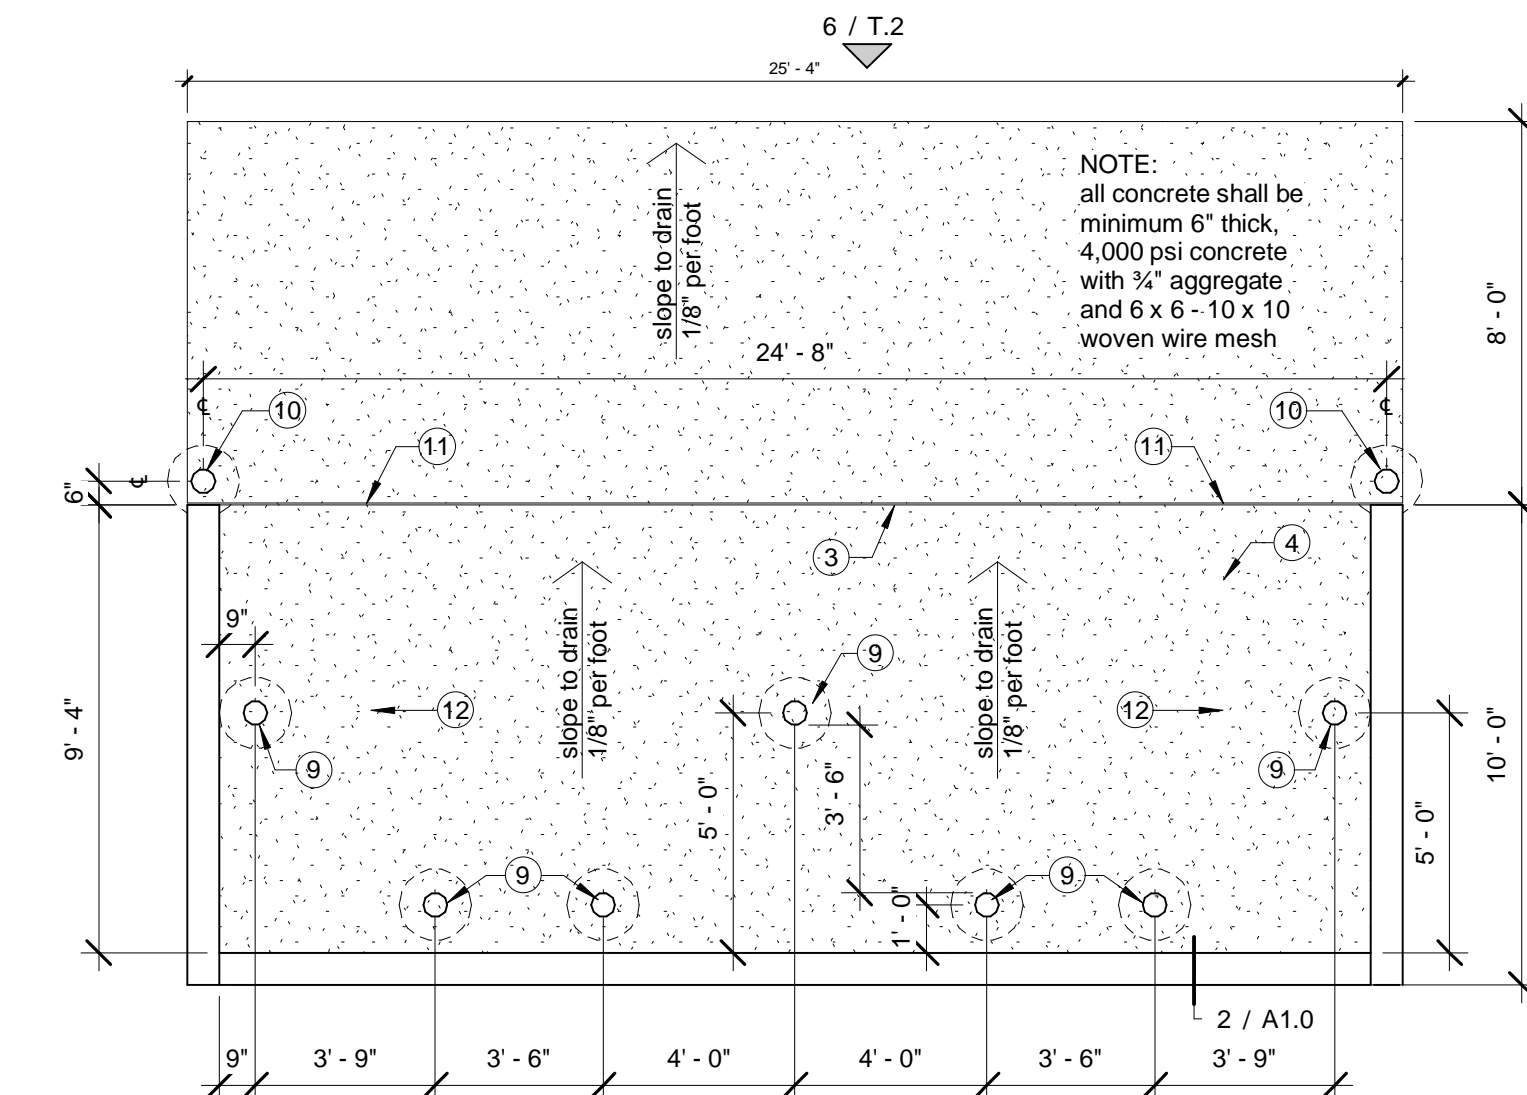 6 / T.2
25' - 4"
NOTE:
all concrete shall be
minimum 6" thick,
4,000 psi concrete
with ¾" aggregate
and 6 x 6 - 10 x 10
woven wire mesh
slope to drain
1/8" per foot
8' - 0"
24' - 8"
℄
10
10
℄
11
11
6"
℄
3
4
9"
slope to drain
1/8" per foot
slope to drain
1/8" per foot
9
12
12
9' - 4"
9
9
3' - 6"
5' - 0"
10' - 0"
5' - 0"
9
9
1' - 0"
2 / A1.0
9"
3' - 9"
3' - 6"
4' - 0"
4' - 0"
3' - 6"
3' - 9"